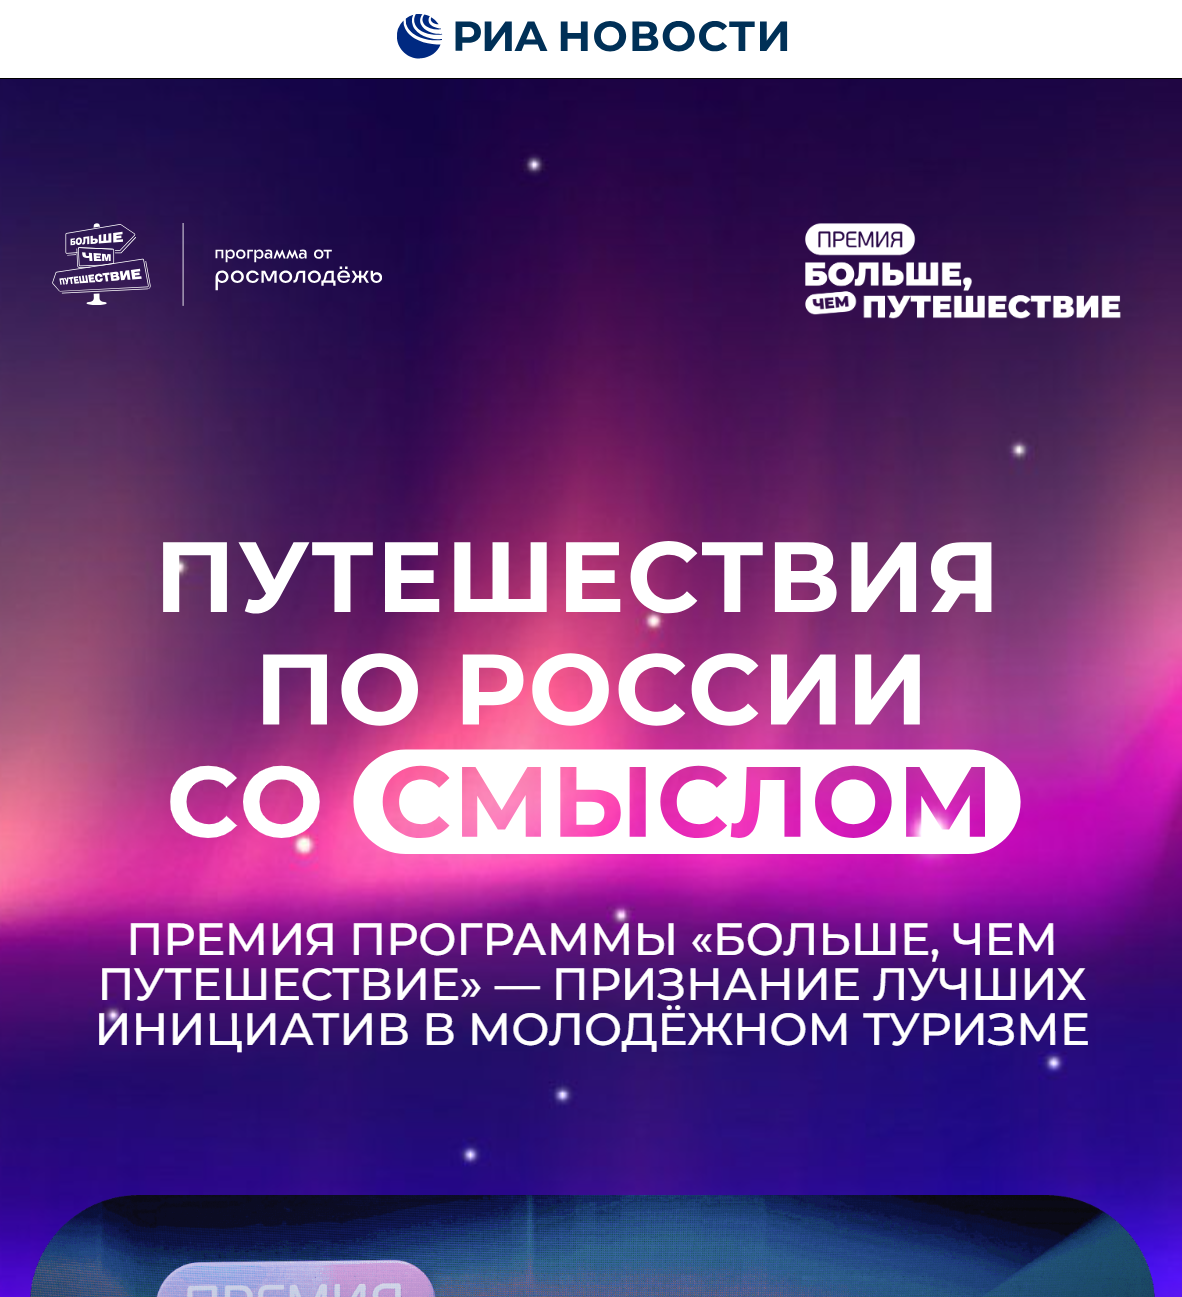 РИА НОВОСТИ
БОЛЬШЕ
ЧЕМ
ПУТЕШЕСТВИЕ
программа от
росмолодёжь
ПРЕМИЯ
БОЛЬШЕ,
ЧЕМ ПУТЕШЕСТВИЕ
ПУТЕШЕСТВИЯ
ПО РОССИИ
СО СМЫСЛОМ
ПРЕМИЯ ПРОГРАММЫ «БОЛЬШЕ, ЧЕМ
ПУТЕШЕСТВИЕ» — ПРИЗНАНИЕ ЛУЧШИХ
ИНИЦИАТИВ В МОЛОДЁЖНОМ ТУРИЗМЕ
ПРЕМИЯ